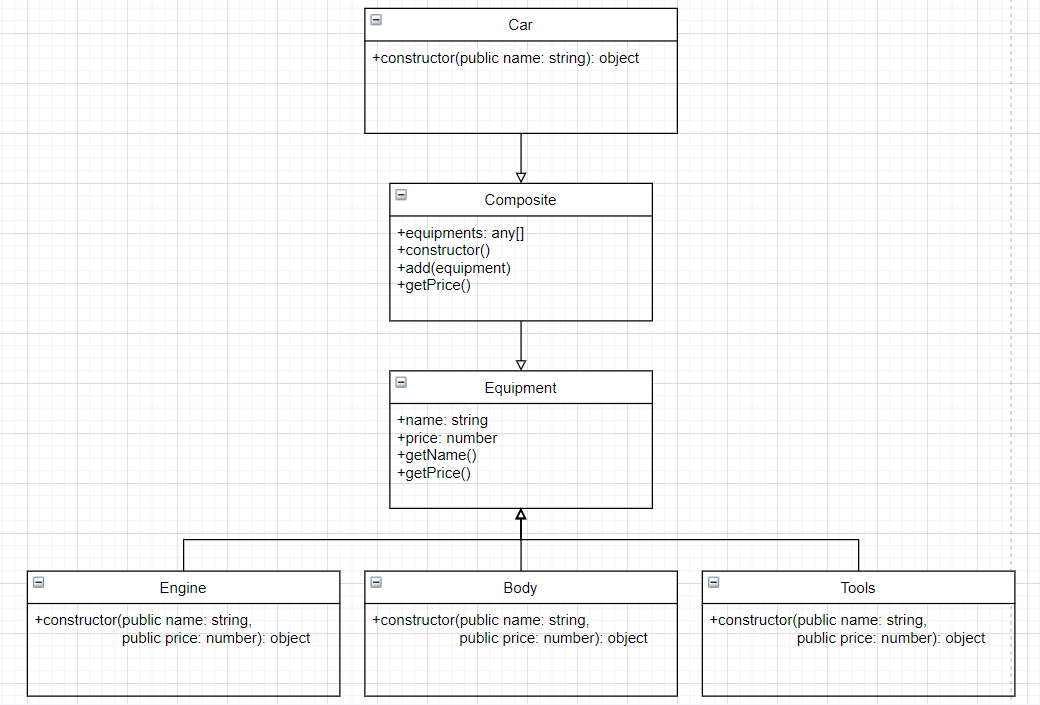 Car
+constructor(public name: string): object
Composite
+equipments: any[]
+constructor()
+add(equipment)
+getPrice()
Equipment
+name: string
+price: number
+getName()
+getPrice()
Engine
+constructor(public name: string,
public price: number): object
Body
+constructor(public name: string,
public price: number): object
Tools
+constructor(public name: string,
public price: number): object